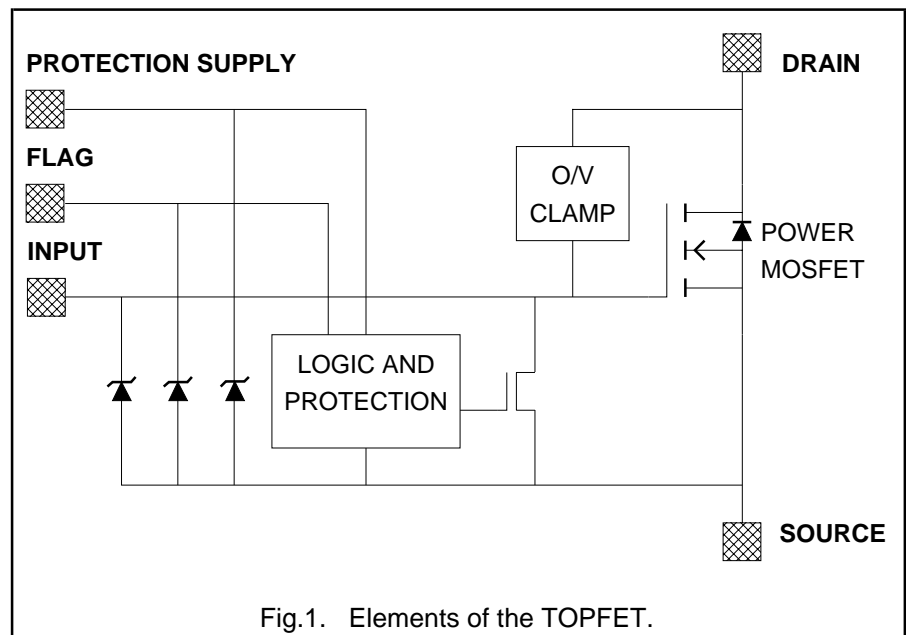 PROTECTION SUPPLY
DRAIN
FLAG
O/V
CLAMP
INPUT
POWER
MOSFET
LOGIC AND
PROTECTION
SOURCE
Fig.1. Elements of the TOPFET.